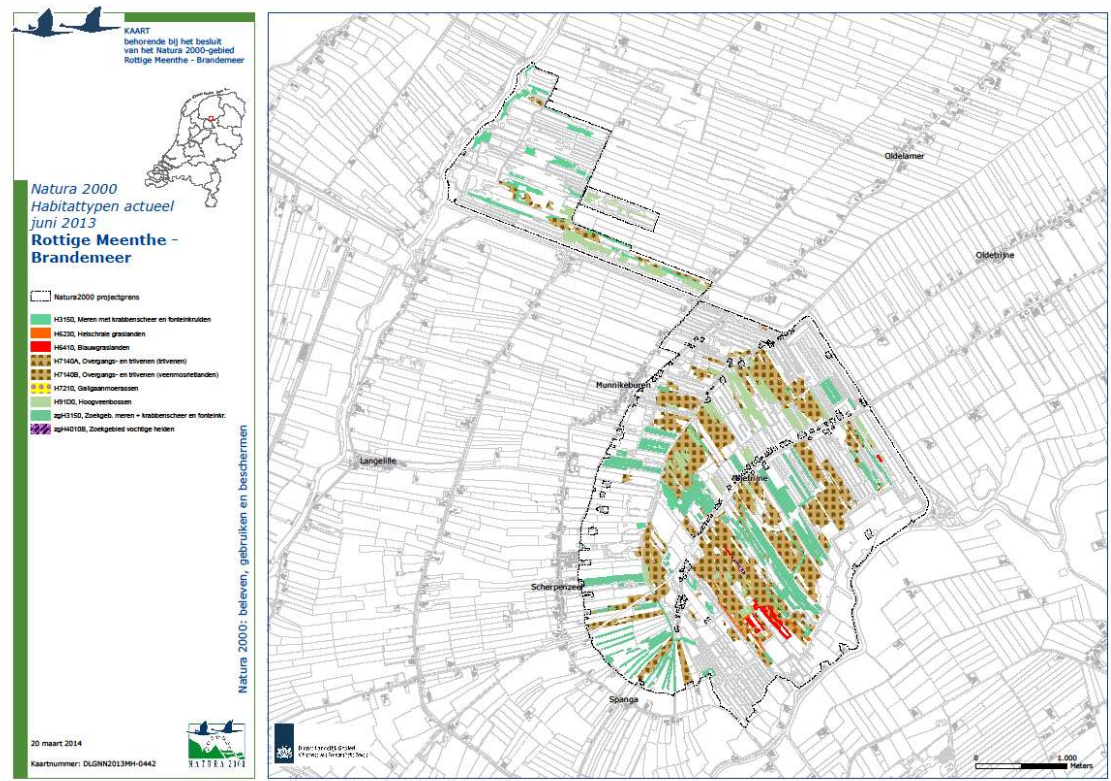 KAART
behorende bij het besluit
van het Natura 2000-gebied
Rottige Meenthe - Brandemeer
Natura 2000
Habitattypen actueel
juni 2013
Rottige Meenthe -
Brandemeer
Natura2000 projectgrens
H3150, Meren met krabbenscheer en fonteinkruiden
H6230, Heischrale graslanden
H6410, Blauwgraslanden
H7140A, Overgangs- en trilvenen (trilvenen)
H7140B, Overgangs- en trilvenen (veenmosrietlanden)
H7210, Galigaanmoerassen
H91D0, Hoogveenbossen
zgH3150, Zoekgeb. meren + krabbenscheer en fonteinkr.
zgH4010B, Zoekgebied vochtige heiden
Natura 2000: beleven, gebruiken en beschermen
20 maart 2014
Kaartnummer: DLGNN2013MH-0442
NATURA 2000
Oldelamer
Oldetrijne
Munnikeburen
Langelille
Nijetrijne
Scherpenzeel
Spanga
0 1.000
Meters